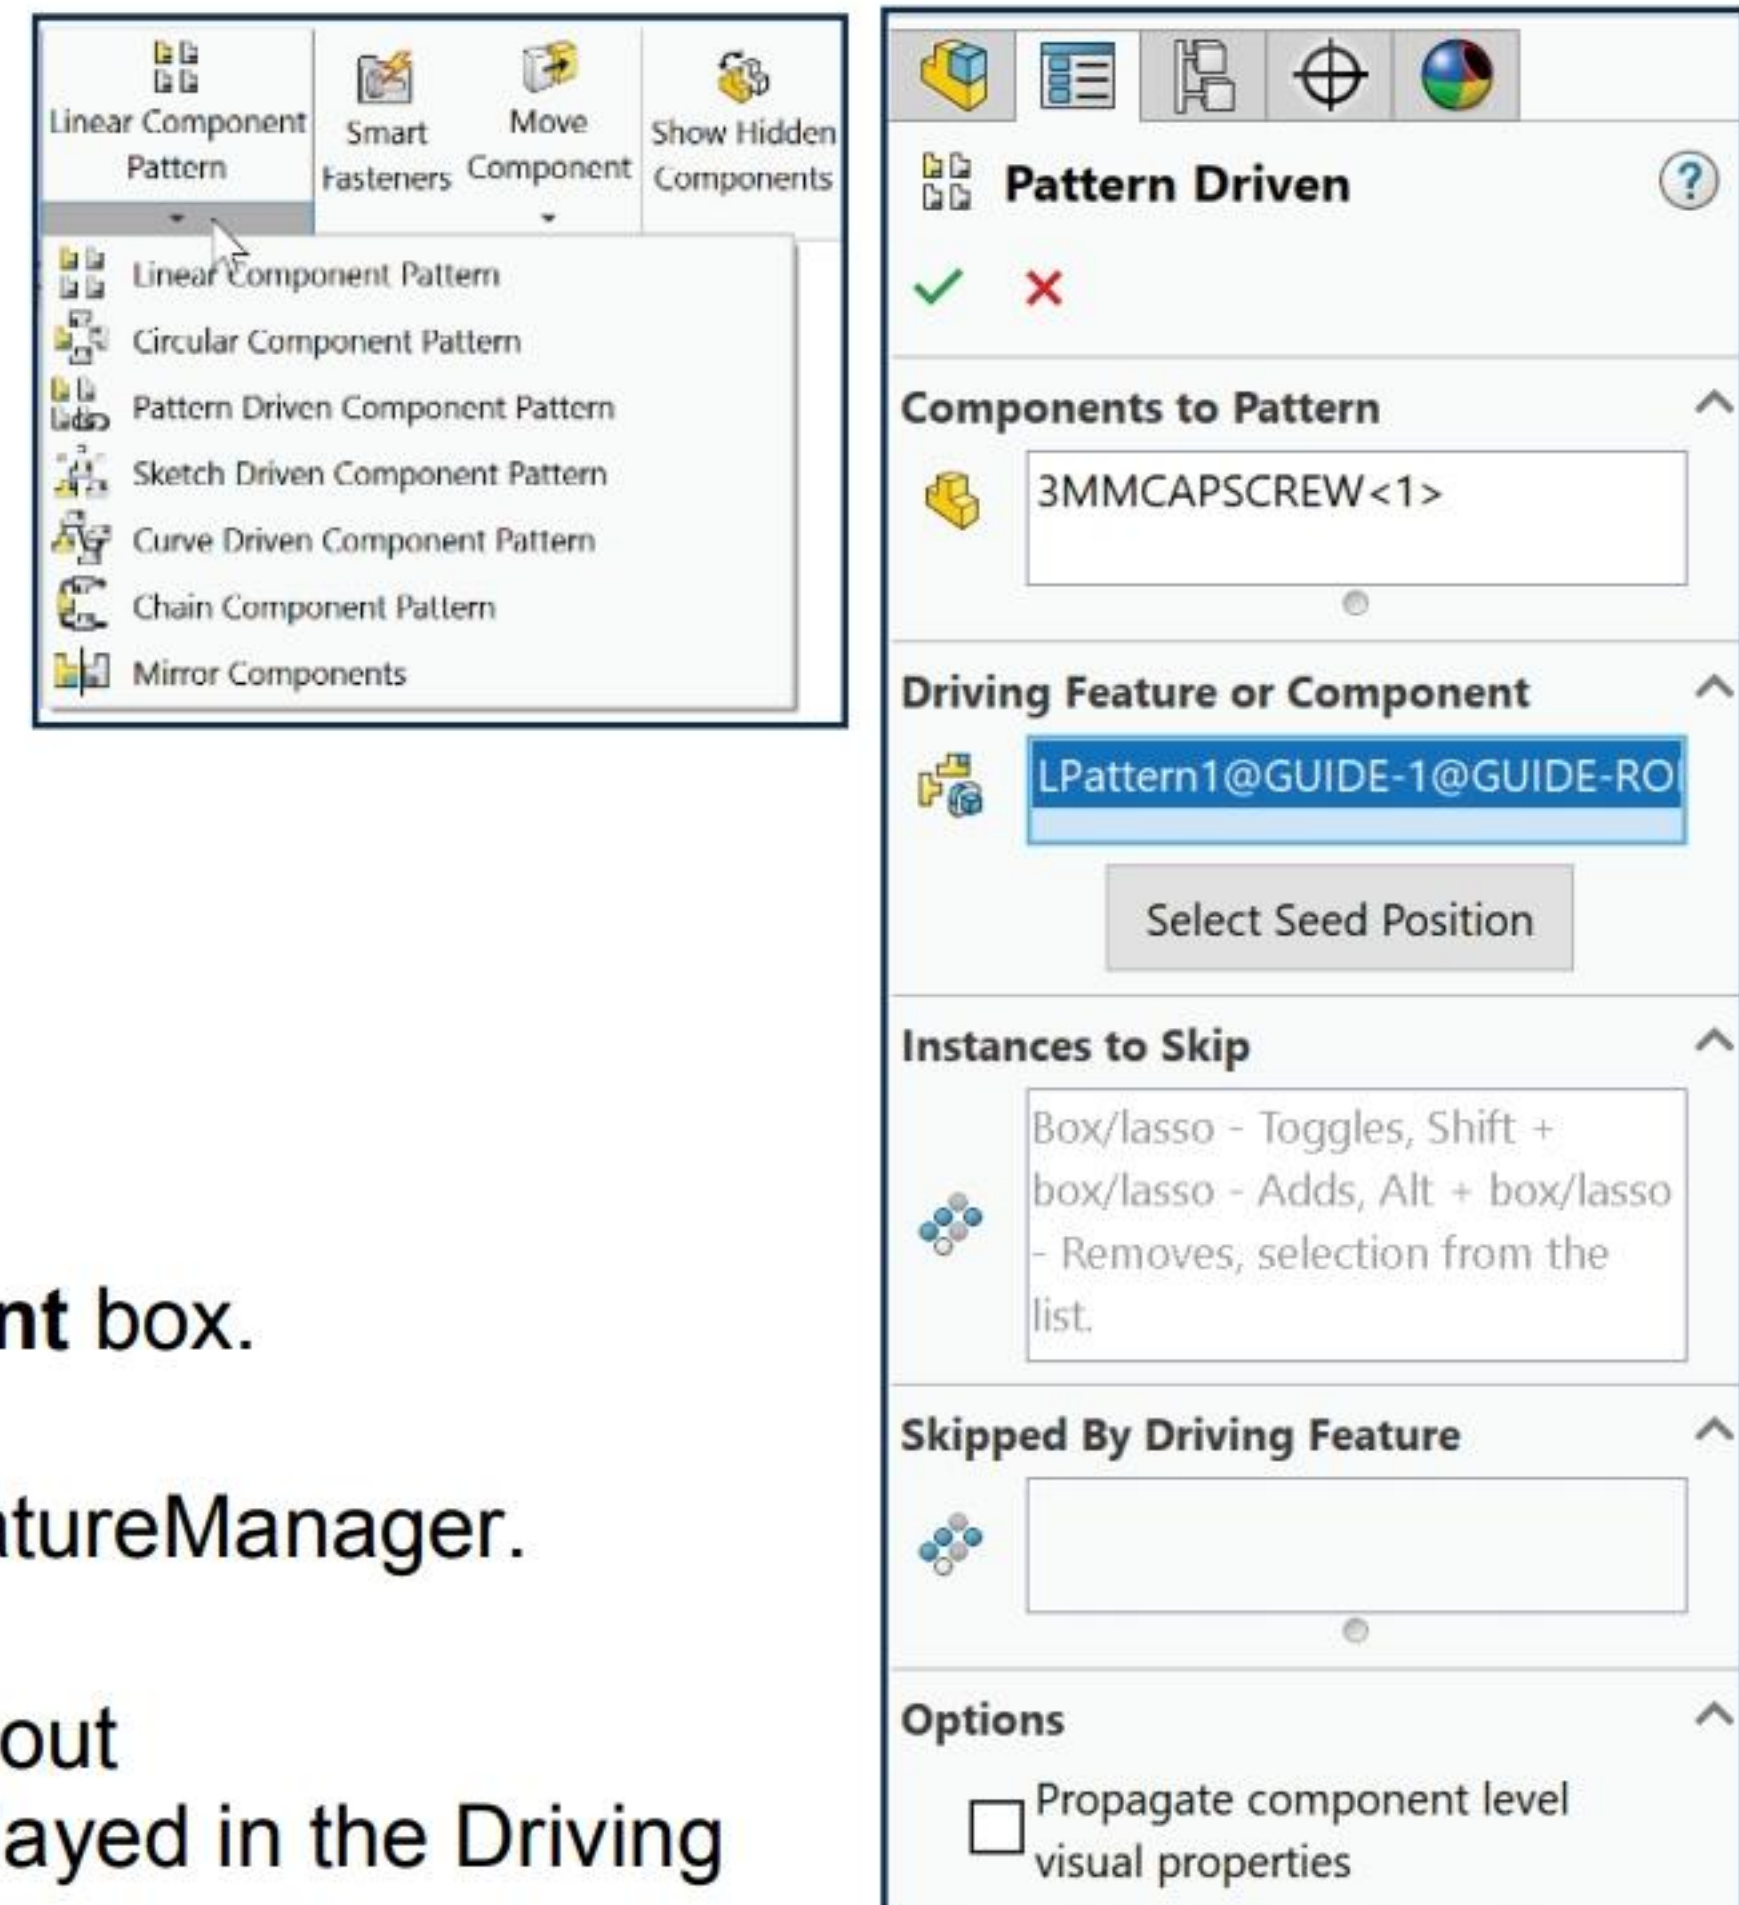 Linear Component
Pattern
Smart
Fasteners
Move
Component
Show Hidden
Components
Linear Component Pattern
Circular Component Pattern
Pattern Driven Component Pattern
Sketch Driven Component Pattern
Curve Driven Component Pattern
Chain Component Pattern
Mirror Components
nt box.
atureManager.
out
layed in the Driving
Pattern Driven
?
Components to Pattern
3MMCAPSCREW<1>
Driving Feature or Component
LPattern1@GUIDE-1@GUIDE-RO
Select Seed Position
Instances to Skip
Box/lasso - Toggles, Shift +
box/lasso - Adds, Alt + box/lasso
- Removes, selection from the
list.
Skipped By Driving Feature
Options
Propagate component level
visual properties